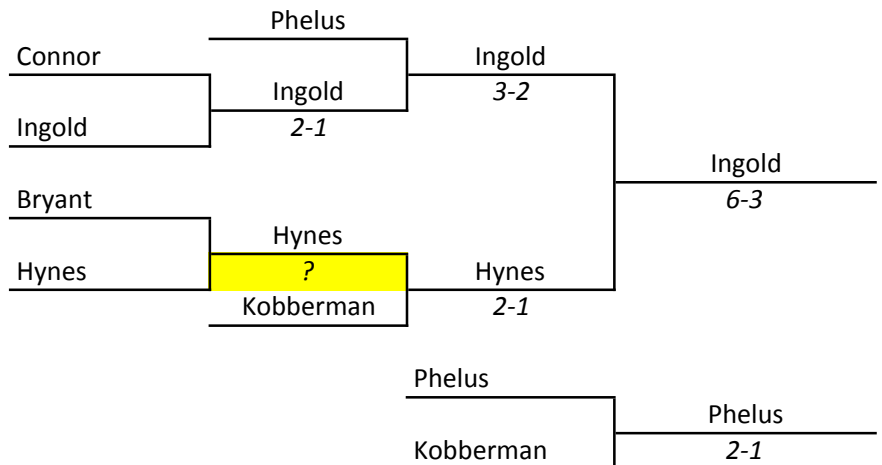 Phelus
Connor
Ingold
Ingold
3-2
Ingold
2-1
Ingold
6-3
Bryant
Hynes
Hynes
?
Hynes
2-1
Kobberman
Phelus
Phelus
2-1
Kobberman